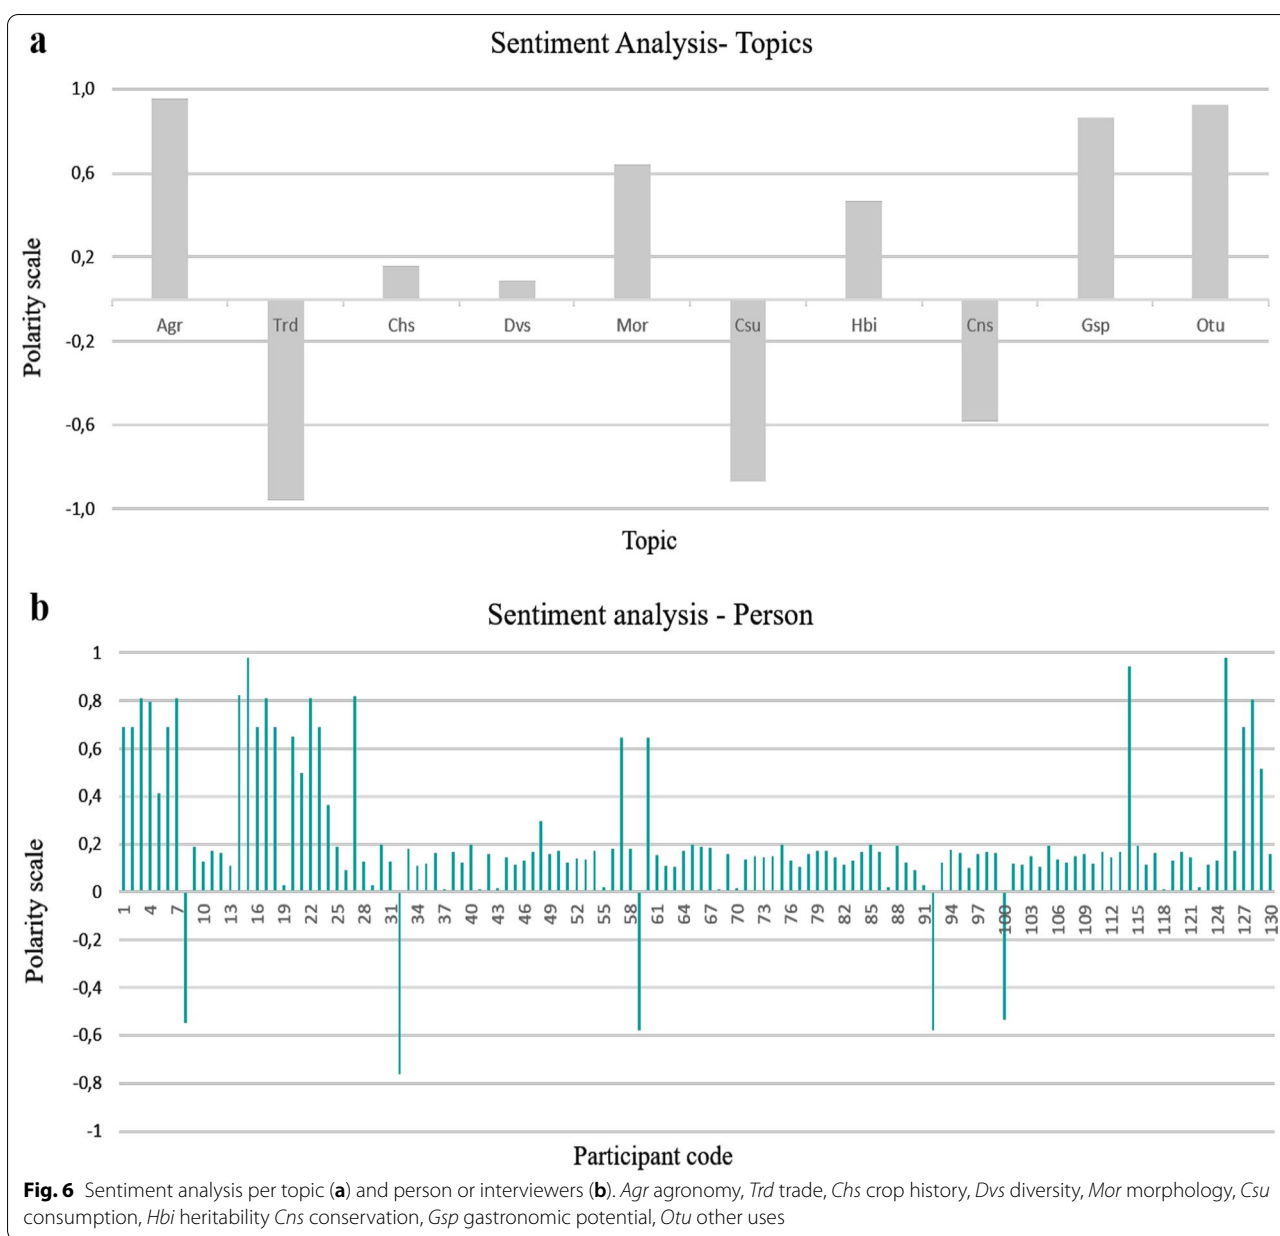 a
Sentiment Analysis- Topics
1,0
0,6
0,2
-0,2
-0,6
-1,0
Polarity scale
Agr Trd Chs Dvs Mor Csu Hbi Cns Gsp Otu
Topic
b
Sentiment analysis - Person
1
0,8
0,6
0,4
0,2
0
-0,2
-0,4
-0,6
-0,8
-1
Polarity scale
1 4 7 10 13 16 19 22 25 28 31 34 37 40 43 46 49 52 55 58 61 64 67 70 73 76 79 82 85 88 91 94 97 100 103 106 109 112 115 118 121 124 127 130
Participant code
Fig. 6 Sentiment analysis per topic (a) and person or interviewers (b). Agr agronomy, Trd trade, Chs crop history, Dvs diversity, Mor morphology, Csu
consumption, Hbi heritability Cns conservation, Gsp gastronomic potential, Otu other uses